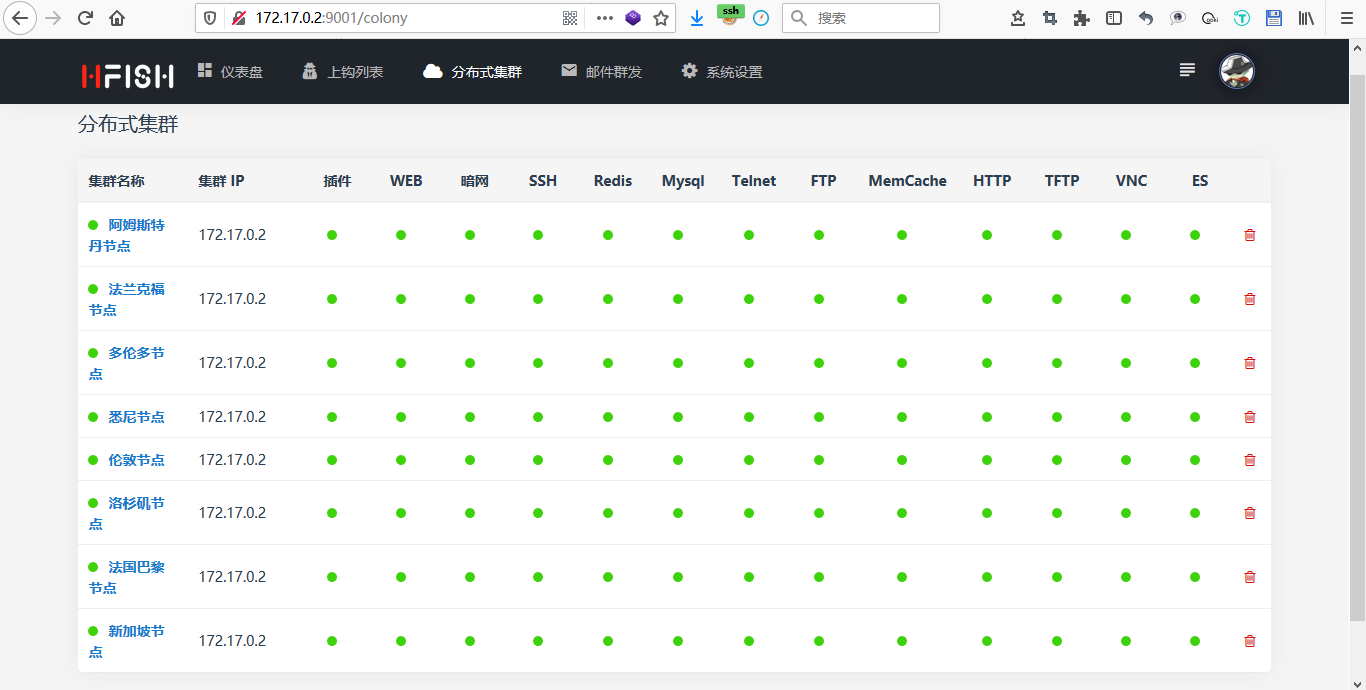 172.17.0.2:9001/colony
ssh
搜索
HFISH 仪表盘 上钩列表 分布式集群 邮件群发 系统设置
分布式集群
集群名称 集群 IP 插件 WEB 暗网 SSH Redis Mysql Telnet FTP MemCache HTTP TFTP VNC ES
阿姆斯特
丹节点
172.17.0.2
法兰克福
节点
172.17.0.2
多伦多节
点
172.17.0.2
悉尼节点 172.17.0.2
伦敦节点 172.17.0.2
洛杉矶节
点
172.17.0.2
法国巴黎
节点
172.17.0.2
新加坡节
点
172.17.0.2